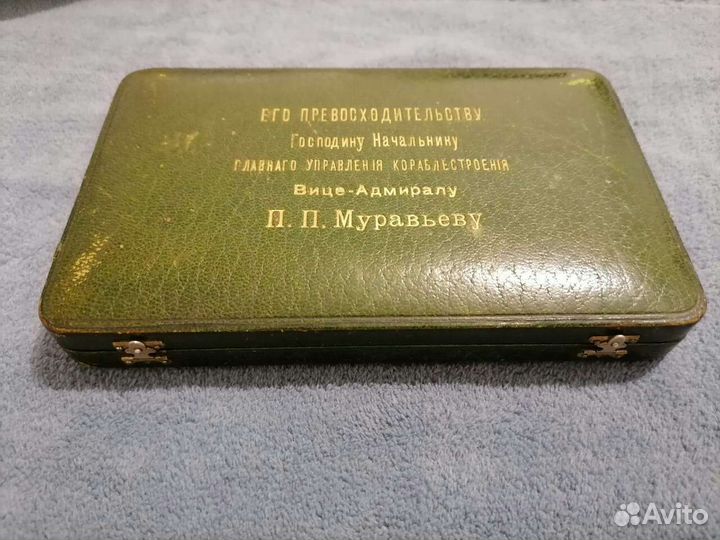 ЕГО ПРЕВОСХОДИТЕЛЬСТВУ
Господину Начальнику
ГЛАВНАГО УПРАВЛЕНІЯ КОРАБЛЕСТРОЕНІЯ
Вице-Адмиралу
П. П. Муравьеву
Avito